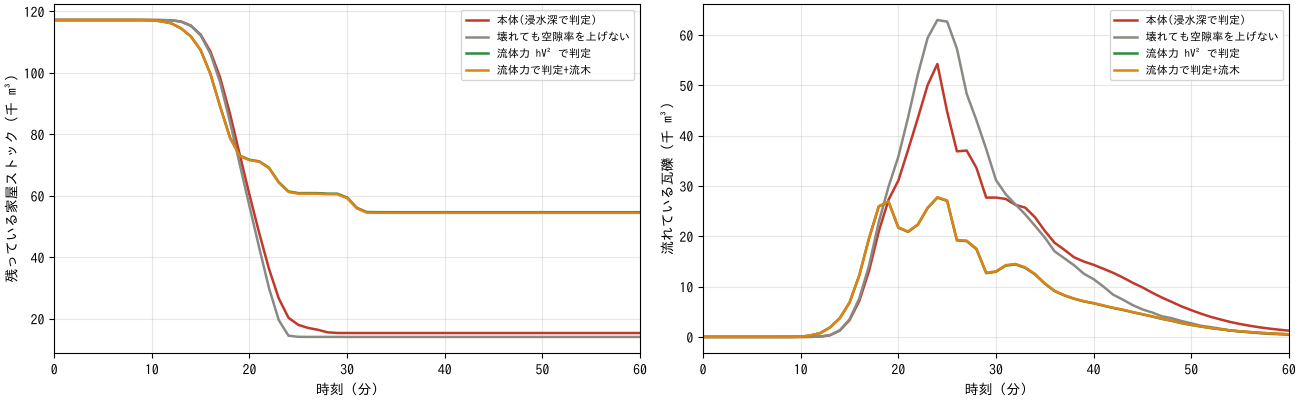 残っている家屋ストック（千 m³）
120
100
80
60
40
20
0
10
20
30
40
50
60
時刻（分）
本体(浸水深で判定)
壊れても空隙率を上げない
流体力 hV² で判定
流体力で判定+流木
流れている瓦礫（千 m³）
60
50
40
30
20
10
0
0
10
20
30
40
50
60
時刻（分）
本体(浸水深で判定)
壊れても空隙率を上げない
流体力 hV² で判定
流体力で判定+流木